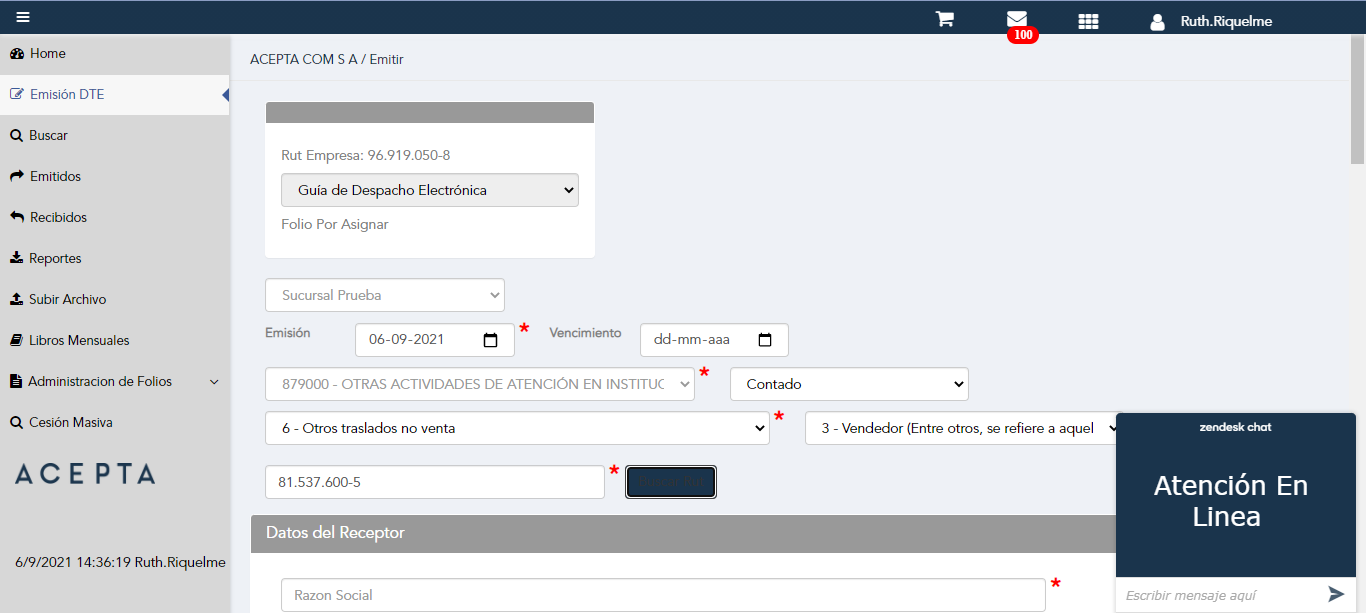 100
Ruth.Riquelme
Home
Emisión DTE
Buscar
Emitidos
Recibidos
Reportes
Subir Archivo
Libros Mensuales
Administracion de Folios
Cesión Masiva
ACEPTA
6/9/2021 14:36:19 Ruth.Riquelme
ACEPTA COM S A / Emitir
Rut Empresa: 96.919.050-8
Guía de Despacho Electrónica
Folio Por Asignar
Sucursal Prueba
Emisión 06-09-2021 * Vencimiento dd-mm-aaa
879000 - OTRAS ACTIVIDADES DE ATENCIÓN EN INSTITUC * Contado
6 - Otros traslados no venta * 3 - Vendedor (Entre otros, se refiere a aquel
81.537.600-5 *
Datos del Receptor
Razon Social *
zendesk chat
Atención En
Linea
Escribir mensaje aquí